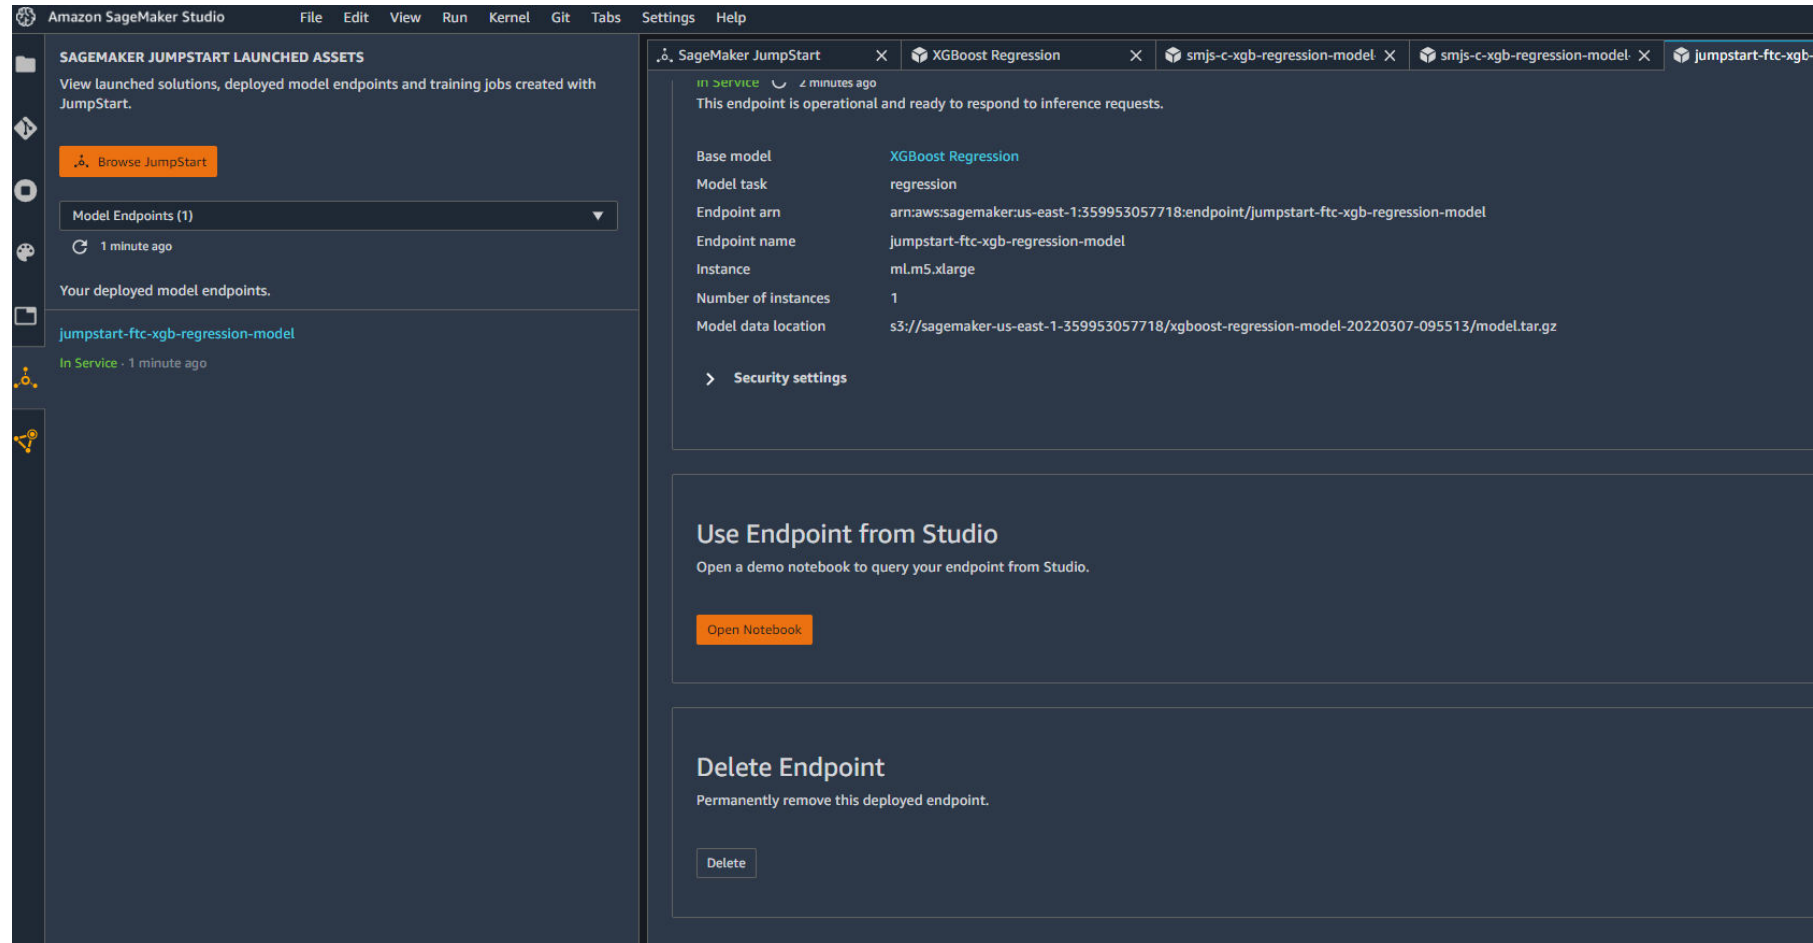 Amazon SageMaker Studio File Edit View Run Kernel Git Tabs Settings Help
SAGEMAKER JUMPSTART LAUNCHED ASSETS
View launched solutions, deployed model endpoints and training jobs created with
JumpStart.
Browse JumpStart
Model Endpoints (1)
1 minute ago
Your deployed model endpoints.
jumpstart-ftc-xgb-regression-model
In Service · 1 minute ago
SageMaker JumpStart XGBoost Regression smjs-c-xgb-regression-model- smjs-c-xgb-regression-model- jumpstart-ftc-xgb-
In Service 2 minutes ago
This endpoint is operational and ready to respond to inference requests.
Base model XGBoost Regression
Model task regression
Endpoint arn arn:aws:sagemaker:us-east-1:359953057718:endpoint/jumpstart-ftc-xgb-regression-model
Endpoint name jumpstart-ftc-xgb-regression-model
Instance ml.m5.xlarge
Number of instances 1
Model data location s3://sagemaker-us-east-1-359953057718/xgboost-regression-model-20220307-095513/model.tar.gz
Security settings
Use Endpoint from Studio
Open a demo notebook to query your endpoint from Studio.
Open Notebook
Delete Endpoint
Permanently remove this deployed endpoint.
Delete